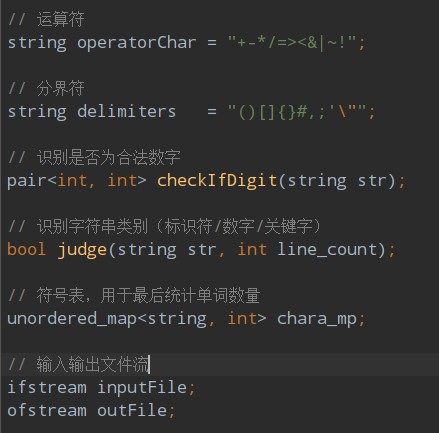 // 运算符
string operatorChar = "+-*/=><&|~!";
// 分界符
string delimiters   = "()[]{}#,;'\"";
// 识别是否为合法数字
pair<int, int> checkIfDigit(string str);
// 识别字符串类别（标识符/数字/关键字）
bool judge(string str, int line_count);
// 符号表，用于最后统计单词数量
unordered_map<string, int> chara_mp;
// 输入输出文件流
ifstream inputFile;
ofstream outFile;